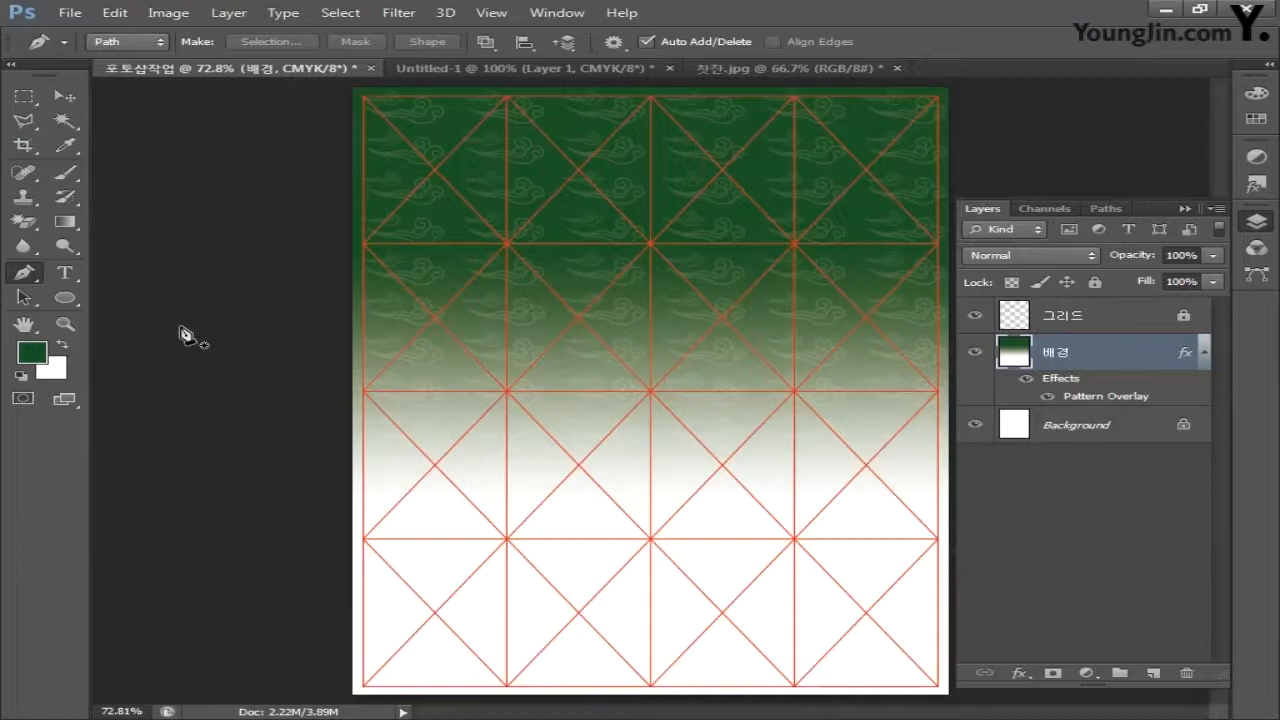 Ps File Edit Image Layer Type Select Filter 3D View Window Help
YoungJin.com Y.
Path Make: Selection... Mask Shape Auto Add/Delete Align Edges
포토샵작업 @ 72.8% (배경, CMYK/8*) * × Untitled-1 @ 100% (Layer 1, CMYK/8*) * × 찻잔.jpg @ 66.7% (RGB/8#) * ×
Layers Channels Paths
Kind
Normal Opacity: 100%
Lock: Fill: 100%
그리드
배경 fx
Effects
Pattern Overlay
Background
72.81% Doc: 2.22M/3.89M